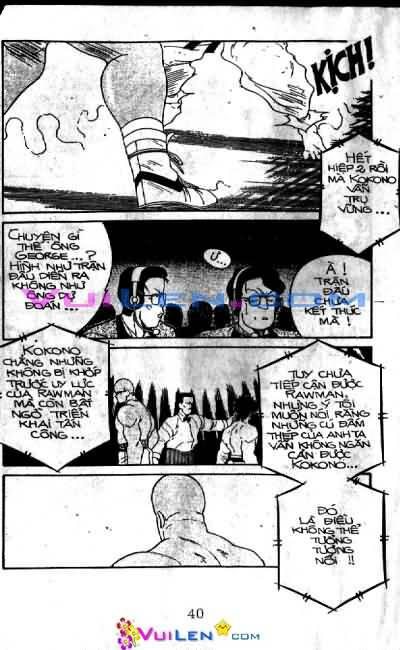 KỊCH!
HẾT
HIỆP 2 RỒI
MÀ KOKONO
VẪN
TRỤ
VỮNG...
CHUYỆN GÌ
THẾ ÔNG
GEORGE...?
HÌNH NHƯ TRẬN
ĐẤU DIỄN RA
KHÔNG NHƯ
ÔNG DỰ
ĐOÁN...
Ư...
À!
TRẬN
ĐẤU
CHƯA
KẾT THÚC
MÀ!
VUILEN.COM
KOKONO
CHẲNG NHỮNG
KHÔNG BỊ KHỚP
TRƯỚC UY LỰC
CỦA RAWMAN
MÀ CÒN BẤT
NGỜ TRIỂN
KHAI TẤN
CÔNG...
TUY CHƯA
TIẾP CẬN ĐƯỢC
RAWMAN,
NHƯNG Ý TÔI
MUỐN NÓI RẰNG
NHỮNG CÚ ĐẤM
THÉP CỦA ANH TA
VẪN KHÔNG NGĂN
CẢN ĐƯỢC
KOKONO...
ĐÓ
LÀ ĐIỀU
KHÔNG THỂ
TƯỞNG
TƯỢNG
NỔI!!
40
VUILEN.COM